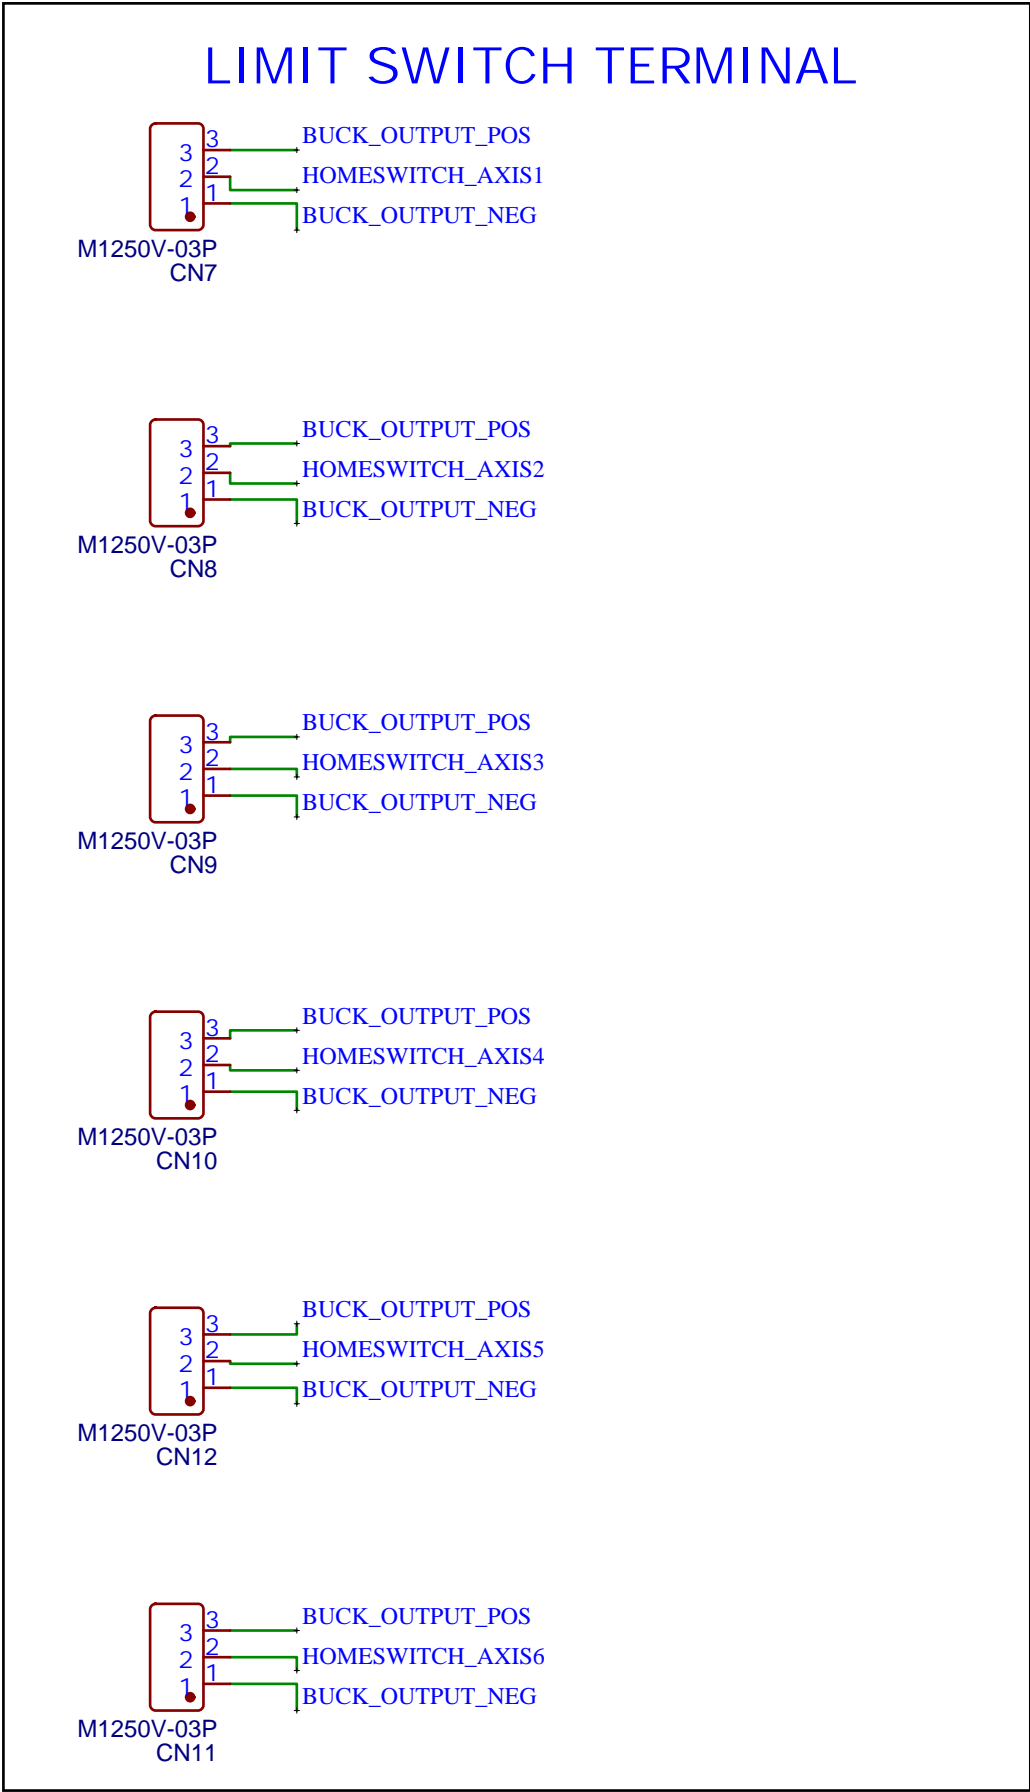 LIMIT SWITCH TERMINAL
3 3 BUCK_OUTPUT_POS
2 2 HOMESWITCH_AXIS1
1 1 BUCK_OUTPUT_NEG
M1250V-03P
CN7
3 3 BUCK_OUTPUT_POS
2 2 HOMESWITCH_AXIS2
1 1 BUCK_OUTPUT_NEG
M1250V-03P
CN8
3 3 BUCK_OUTPUT_POS
2 2 HOMESWITCH_AXIS3
1 1 BUCK_OUTPUT_NEG
M1250V-03P
CN9
3 3 BUCK_OUTPUT_POS
2 2 HOMESWITCH_AXIS4
1 1 BUCK_OUTPUT_NEG
M1250V-03P
CN10
3 3 BUCK_OUTPUT_POS
2 2 HOMESWITCH_AXIS5
1 1 BUCK_OUTPUT_NEG
M1250V-03P
CN12
3 3 BUCK_OUTPUT_POS
2 2 HOMESWITCH_AXIS6
1 1 BUCK_OUTPUT_NEG
M1250V-03P
CN11